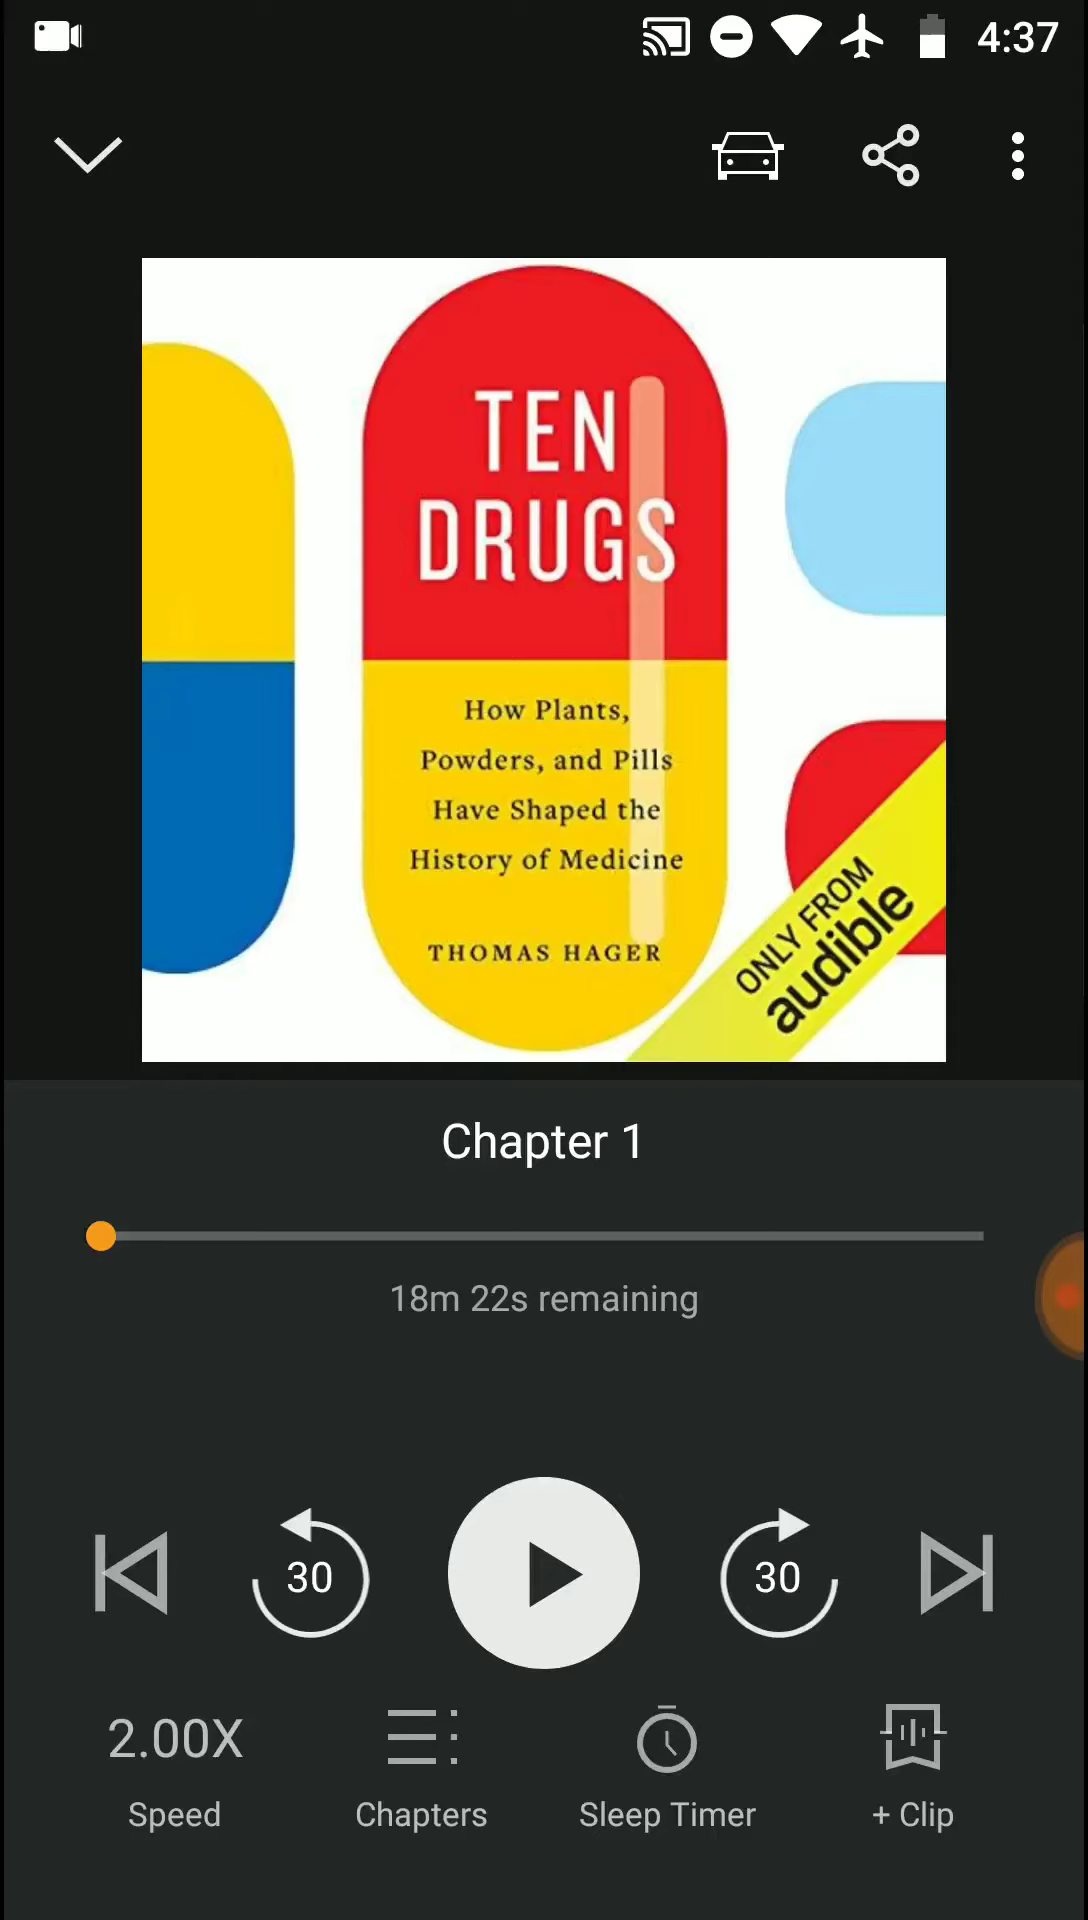 4:37
TEN
DRUGS
How Plants,
Powders, and Pills
Have Shaped the
History of Medicine
THOMAS HAGER
ONLY FROM
audible
Chapter 1
18m 22s remaining
30
30
2.00X
Speed
Chapters
Sleep Timer
+ Clip